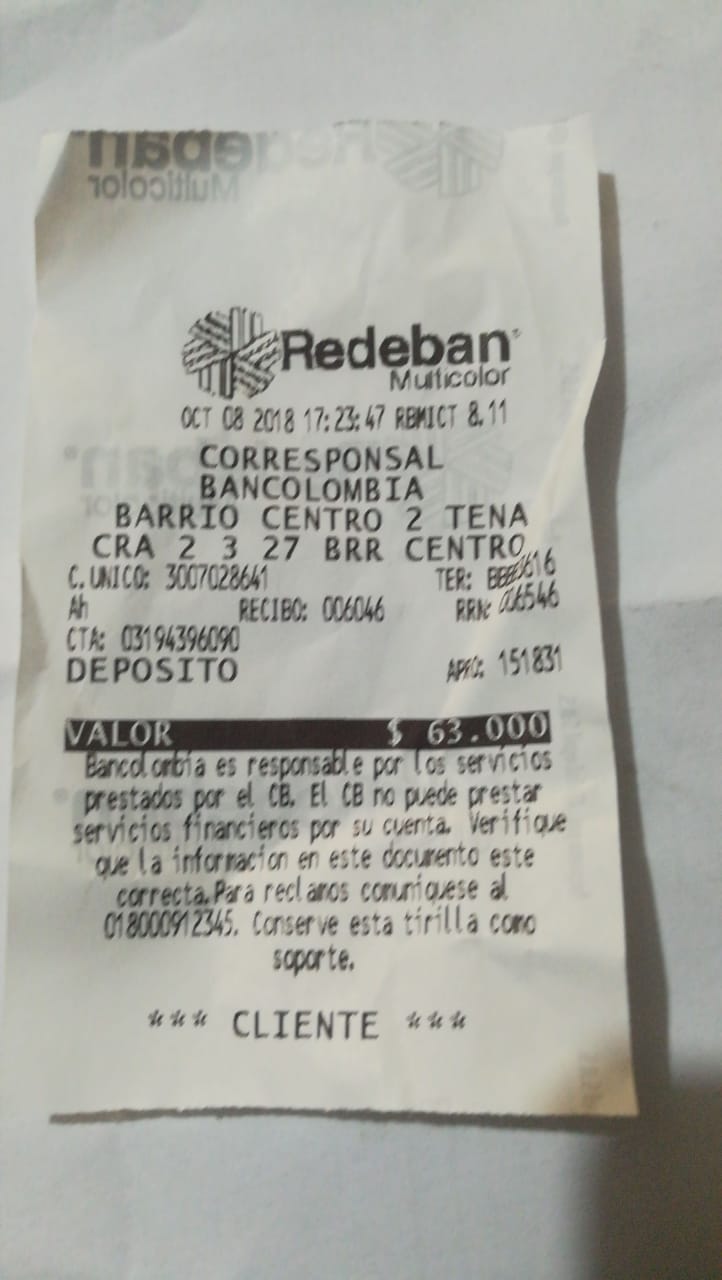 Redeban
Multicolor
Redeban®
Multicolor
OCT 08 2018 17:23:47 RBMICT 8.11
CORRESPONSAL
BANCOLOMBIA
BARRIO CENTRO 2 TENA
CRA 2 3 27 BRR CENTRO
C. UNICO: 3007028641 TER:
Ah RECIBO: 006046 RRN: 006546
CTA: 03194396090
DEPOSITO APRO: 151831
VALOR $ 63.000
Bancolombia es responsable por los servicios
prestados por el CB. El CB no puede prestar
servicios financieros por su cuenta. Verifique
que la informacion en este documento este
correcta.Para reclamos comuniquese al
018000912345. Conserve esta tirilla como
soporte.
*** CLIENTE ***